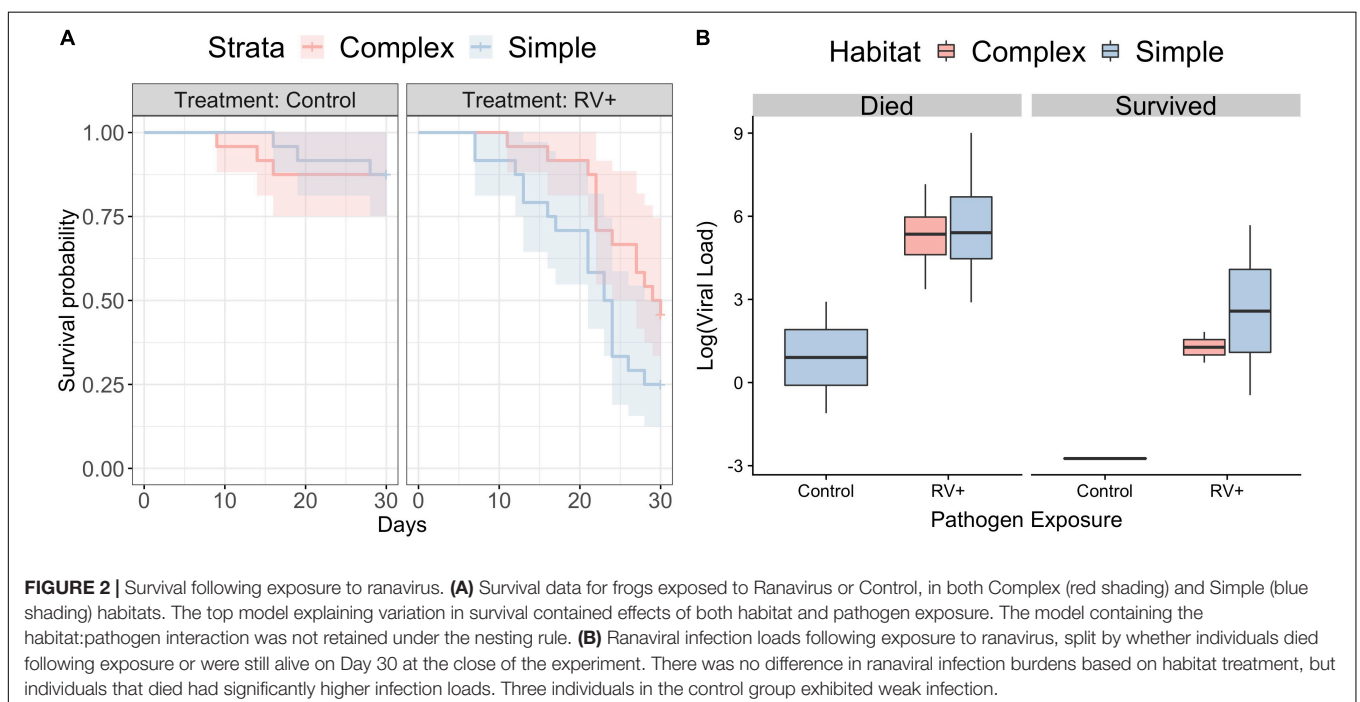 A
Strata Complex Simple
Treatment: Control
Treatment: RV+
Survival probability
1.00
0.75
0.50
0.25
0.00
0 10 20 30
0 10 20 30
Days
B
Habitat Complex Simple
Died
Survived
Log(Viral Load)
9
6
3
0
-3
Control RV+
Control RV+
Pathogen Exposure
FIGURE 2 | Survival following exposure to ranavirus. (A) Survival data for frogs exposed to Ranavirus or Control, in both Complex (red shading) and Simple (blue
shading) habitats. The top model explaining variation in survival contained effects of both habitat and pathogen exposure. The model containing the
habitat:pathogen interaction was not retained under the nesting rule. (B) Ranaviral infection loads following exposure to ranavirus, split by whether individuals died
following exposure or were still alive on Day 30 at the close of the experiment. There was no difference in ranaviral infection burdens based on habitat treatment, but
individuals that died had significantly higher infection loads. Three individuals in the control group exhibited weak infection.